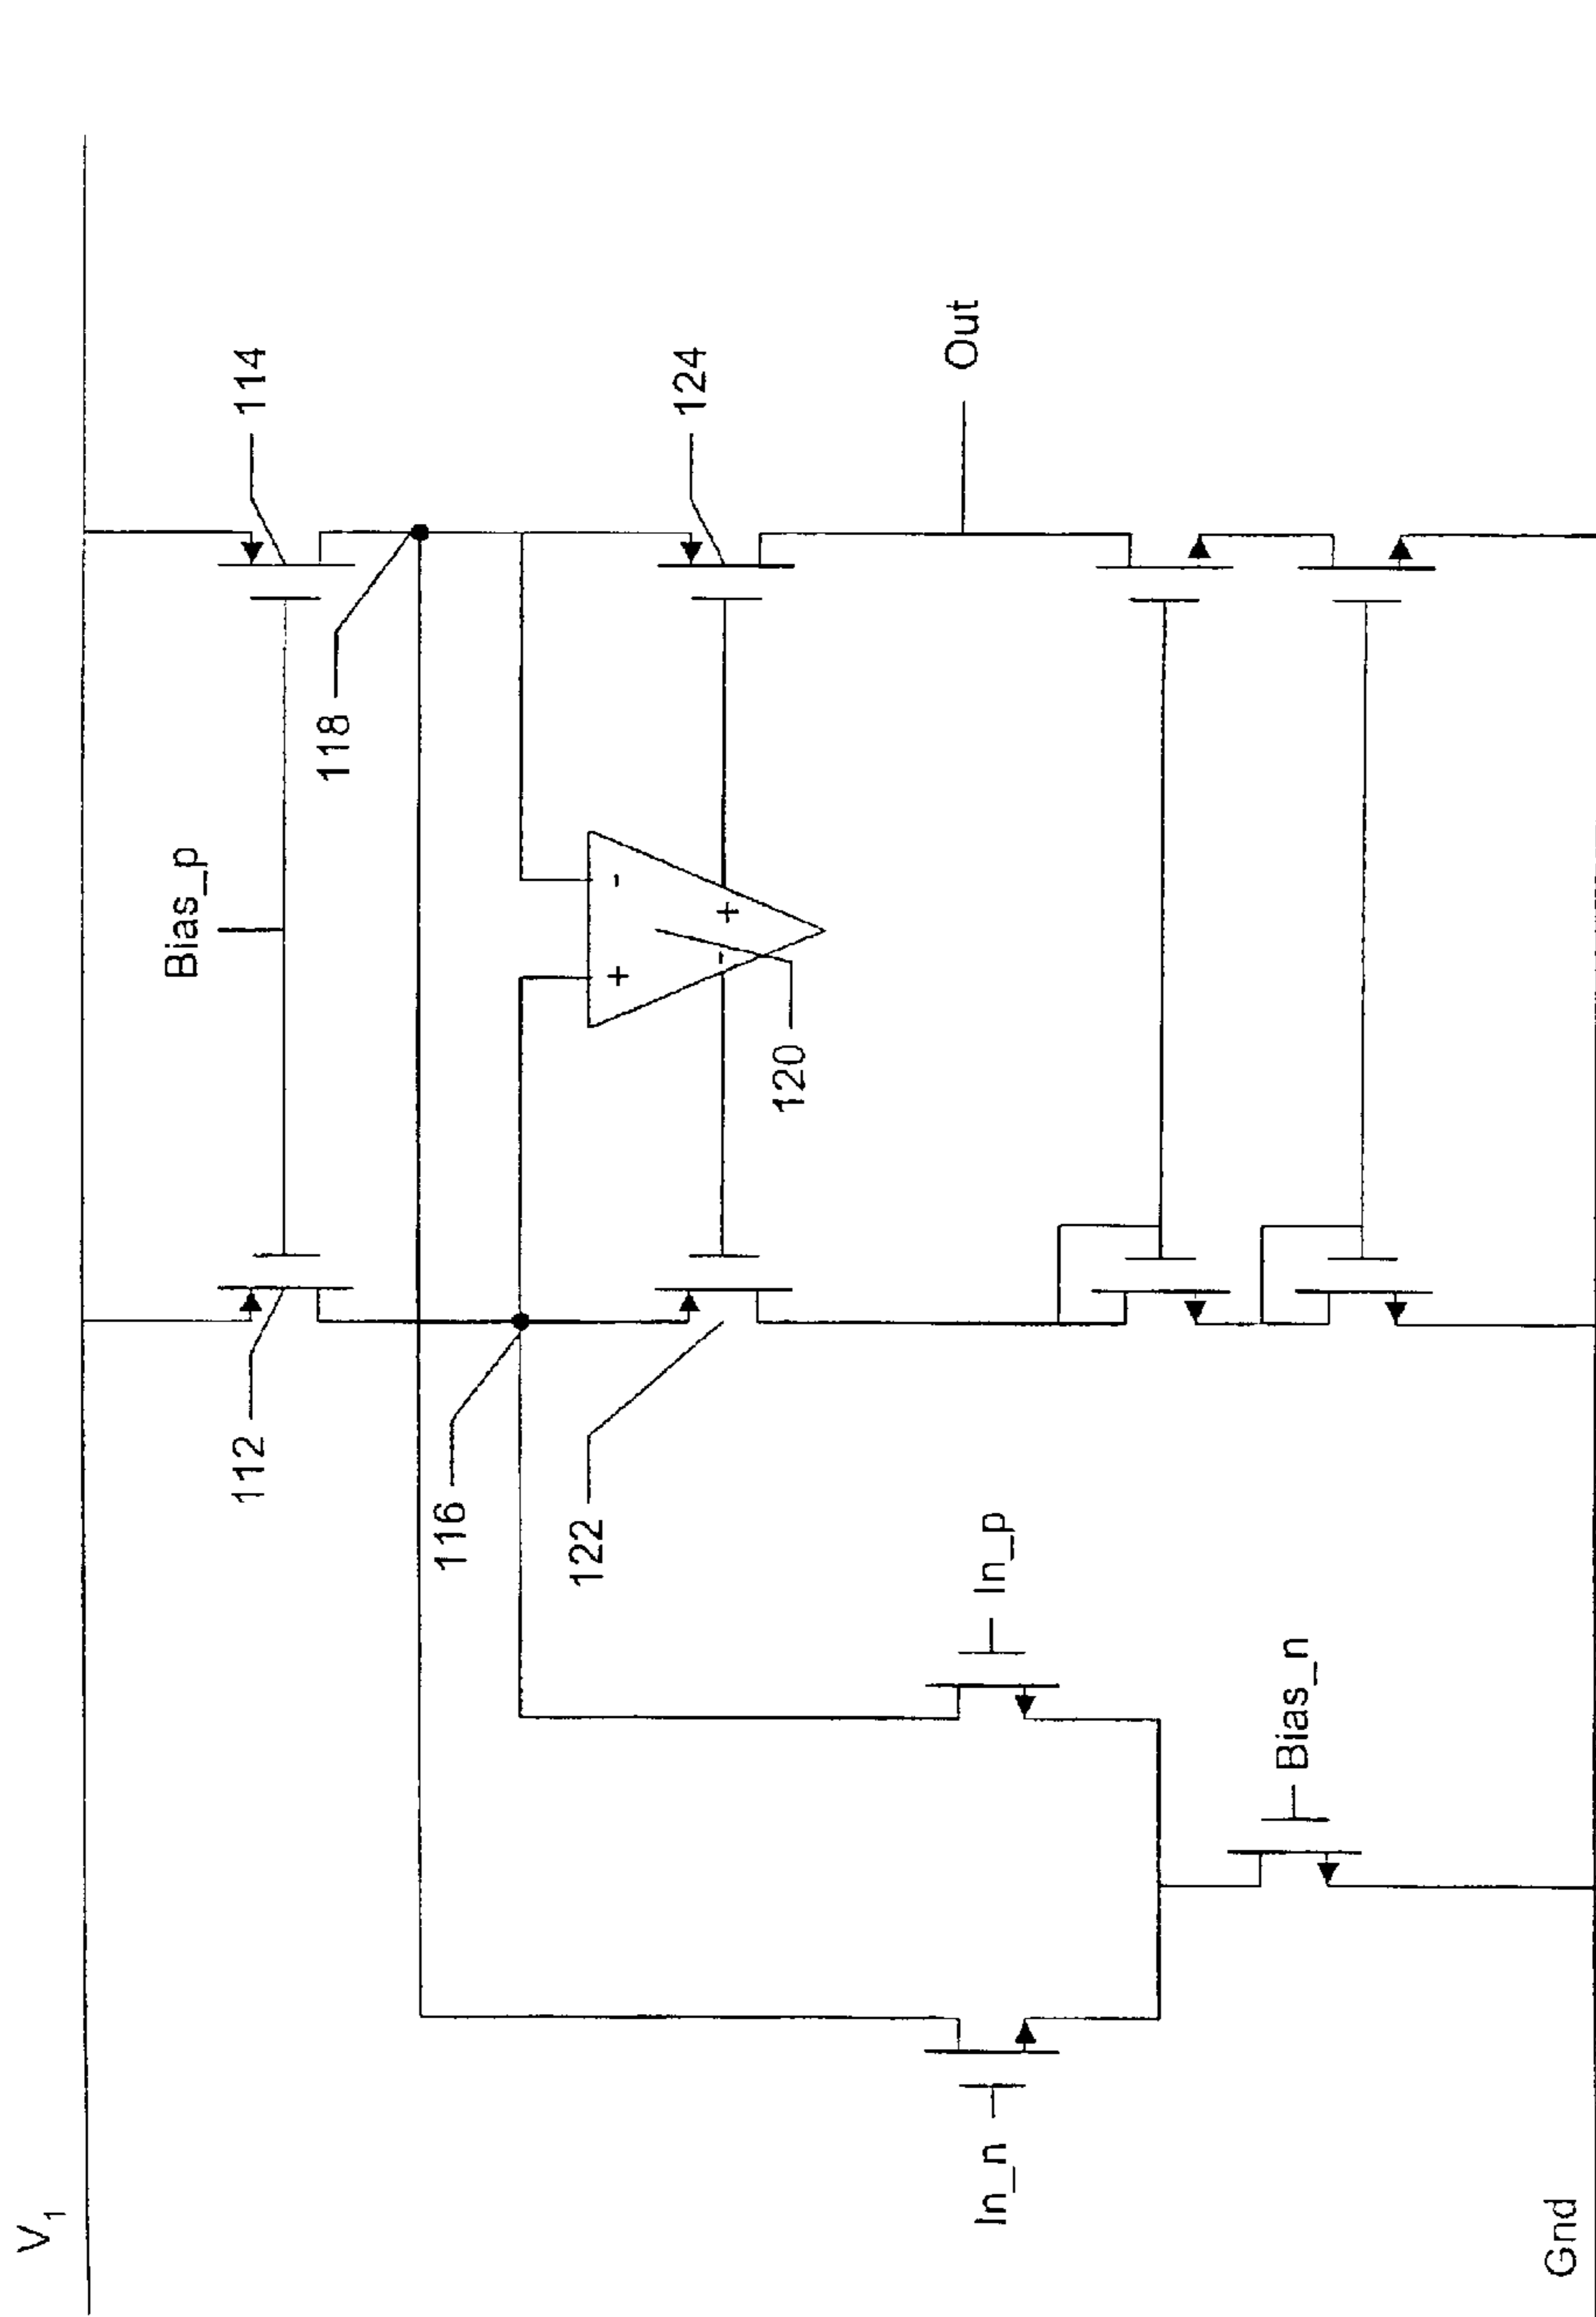 V1
Bias_p
112
114
118
116
122
124
+
-
-
+
120
Out
In_n
In_p
Bias_n
Gnd